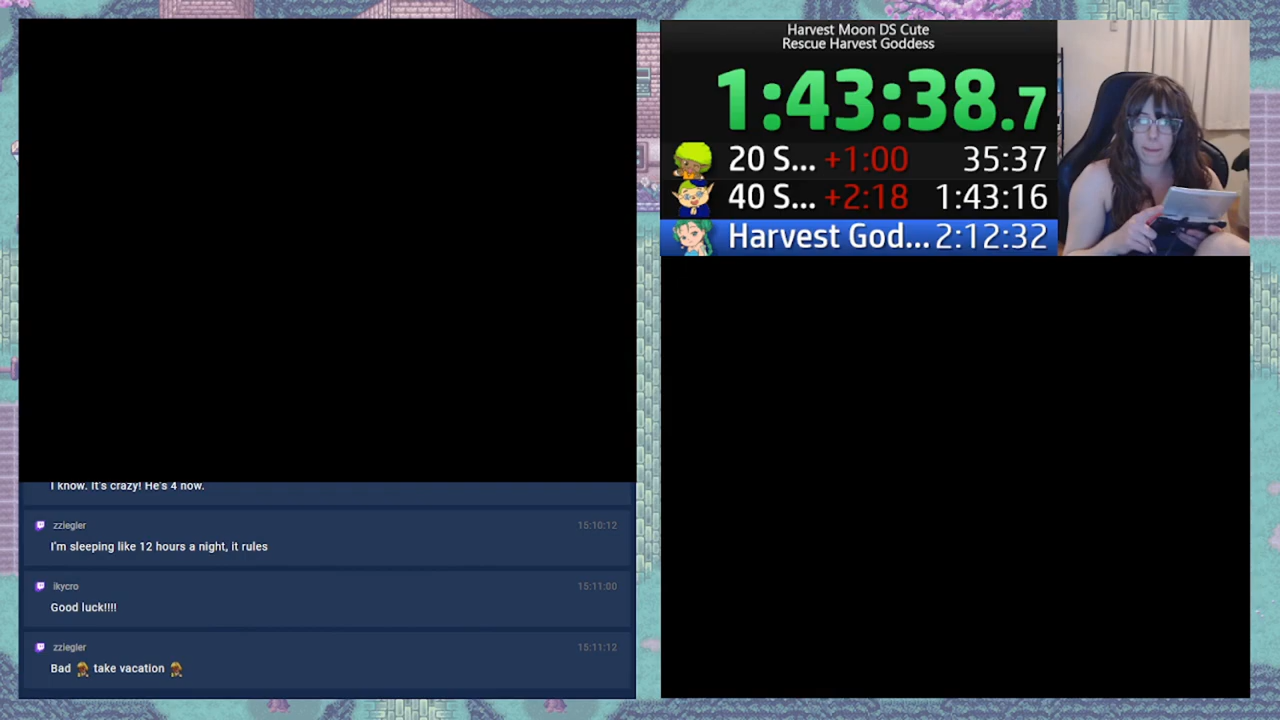 Harvest Moon DS Cute
Rescue Harvest Goddess
1:43:38.7
20 S... +1:00 35:37
40 S... +2:18 1:43:16
Harvest God... 2:12:32
I know. It's crazy! He's 4 now.
zziegler 15:10:12
I'm sleeping like 12 hours a night, it rules
ikycro 15:11:00
Good luck!!!!
zziegler 15:11:12
Bad take vacation